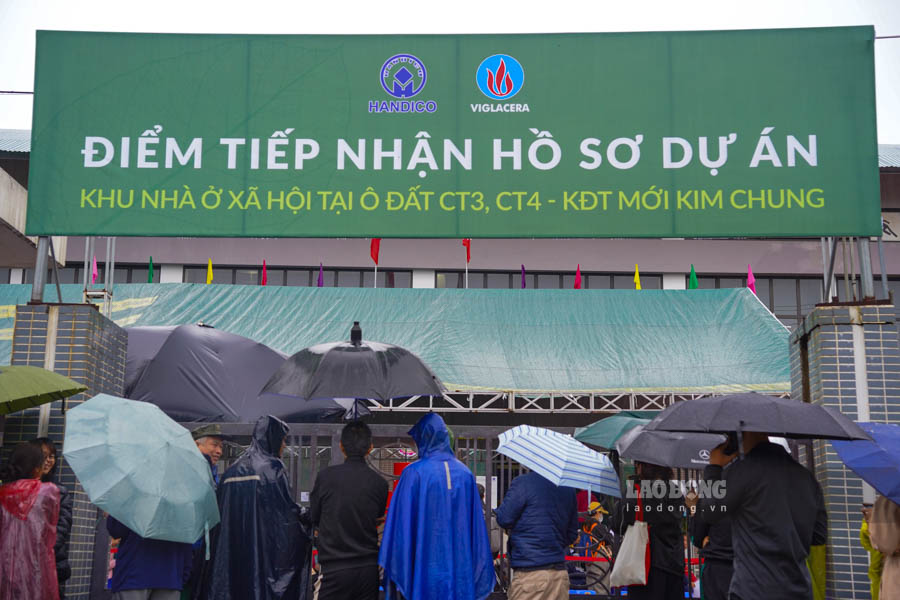 HANDICO
VIGLACERA
ĐIỂM TIẾP NHẬN HỒ SƠ DỰ ÁN
KHU NHÀ Ở XÃ HỘI TẠI Ô ĐẤT CT3, CT4 - KĐT MỚI KIM CHUNG
LAO ĐỘNG
laodong.vn